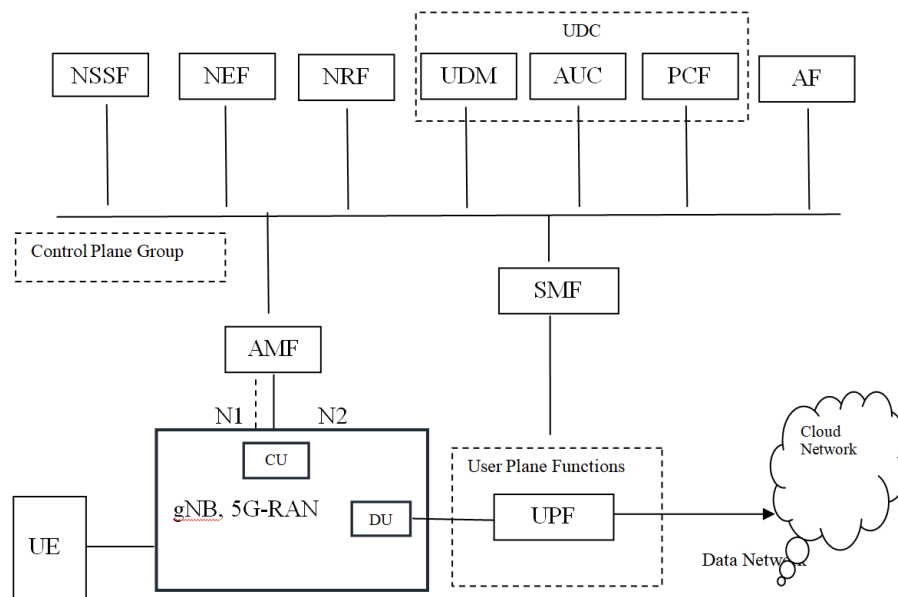 UDC
NSSF
NEF
NRF
UDM
AUC
PCF
AF
Control Plane Group
SMF
AMF
N1
N2
CU
gNB, 5G-RAN
DU
UE
User Plane Functions
UPF
Cloud
Network
Data Network